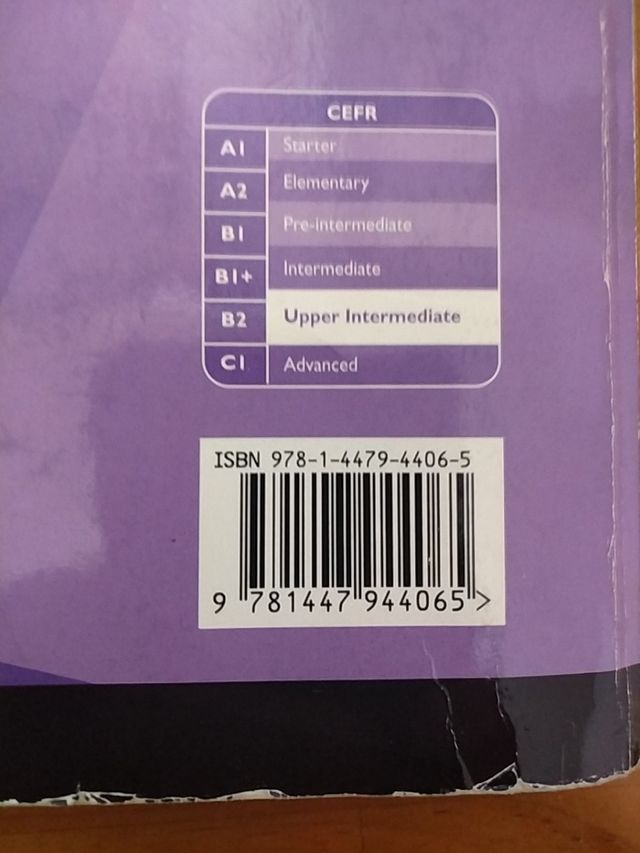 CEFR
A1 Starter
A2 Elementary
B1 Pre-intermediate
B1+ Intermediate
B2 Upper Intermediate
C1 Advanced
ISBN 978-1-4479-4406-5
9 781447 944065 >